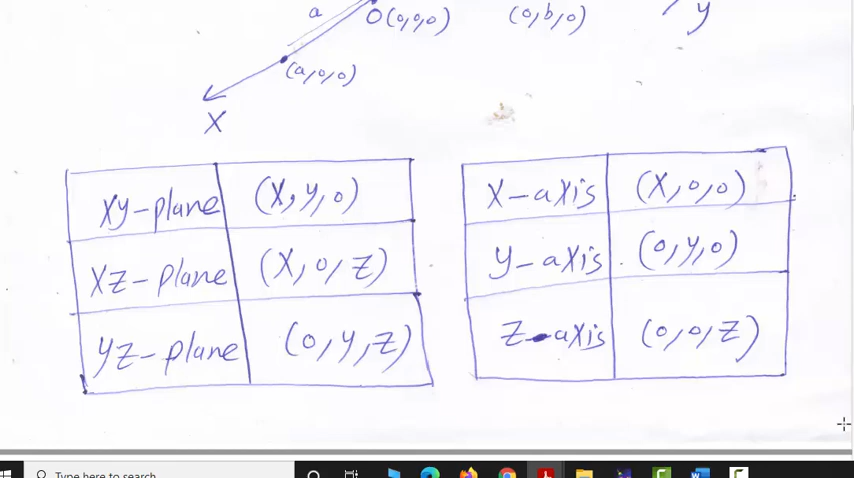 a
O(0,0,0)
(0,b,0)
y
(a,0,0)
X
Xy-plane (X,y,0)
XZ-plane (X,0,Z)
yZ-plane (0,y,Z)
X-axis (X,0,0)
y-axis (0,y,0)
Z-axis (0,0,Z)
Type here to search